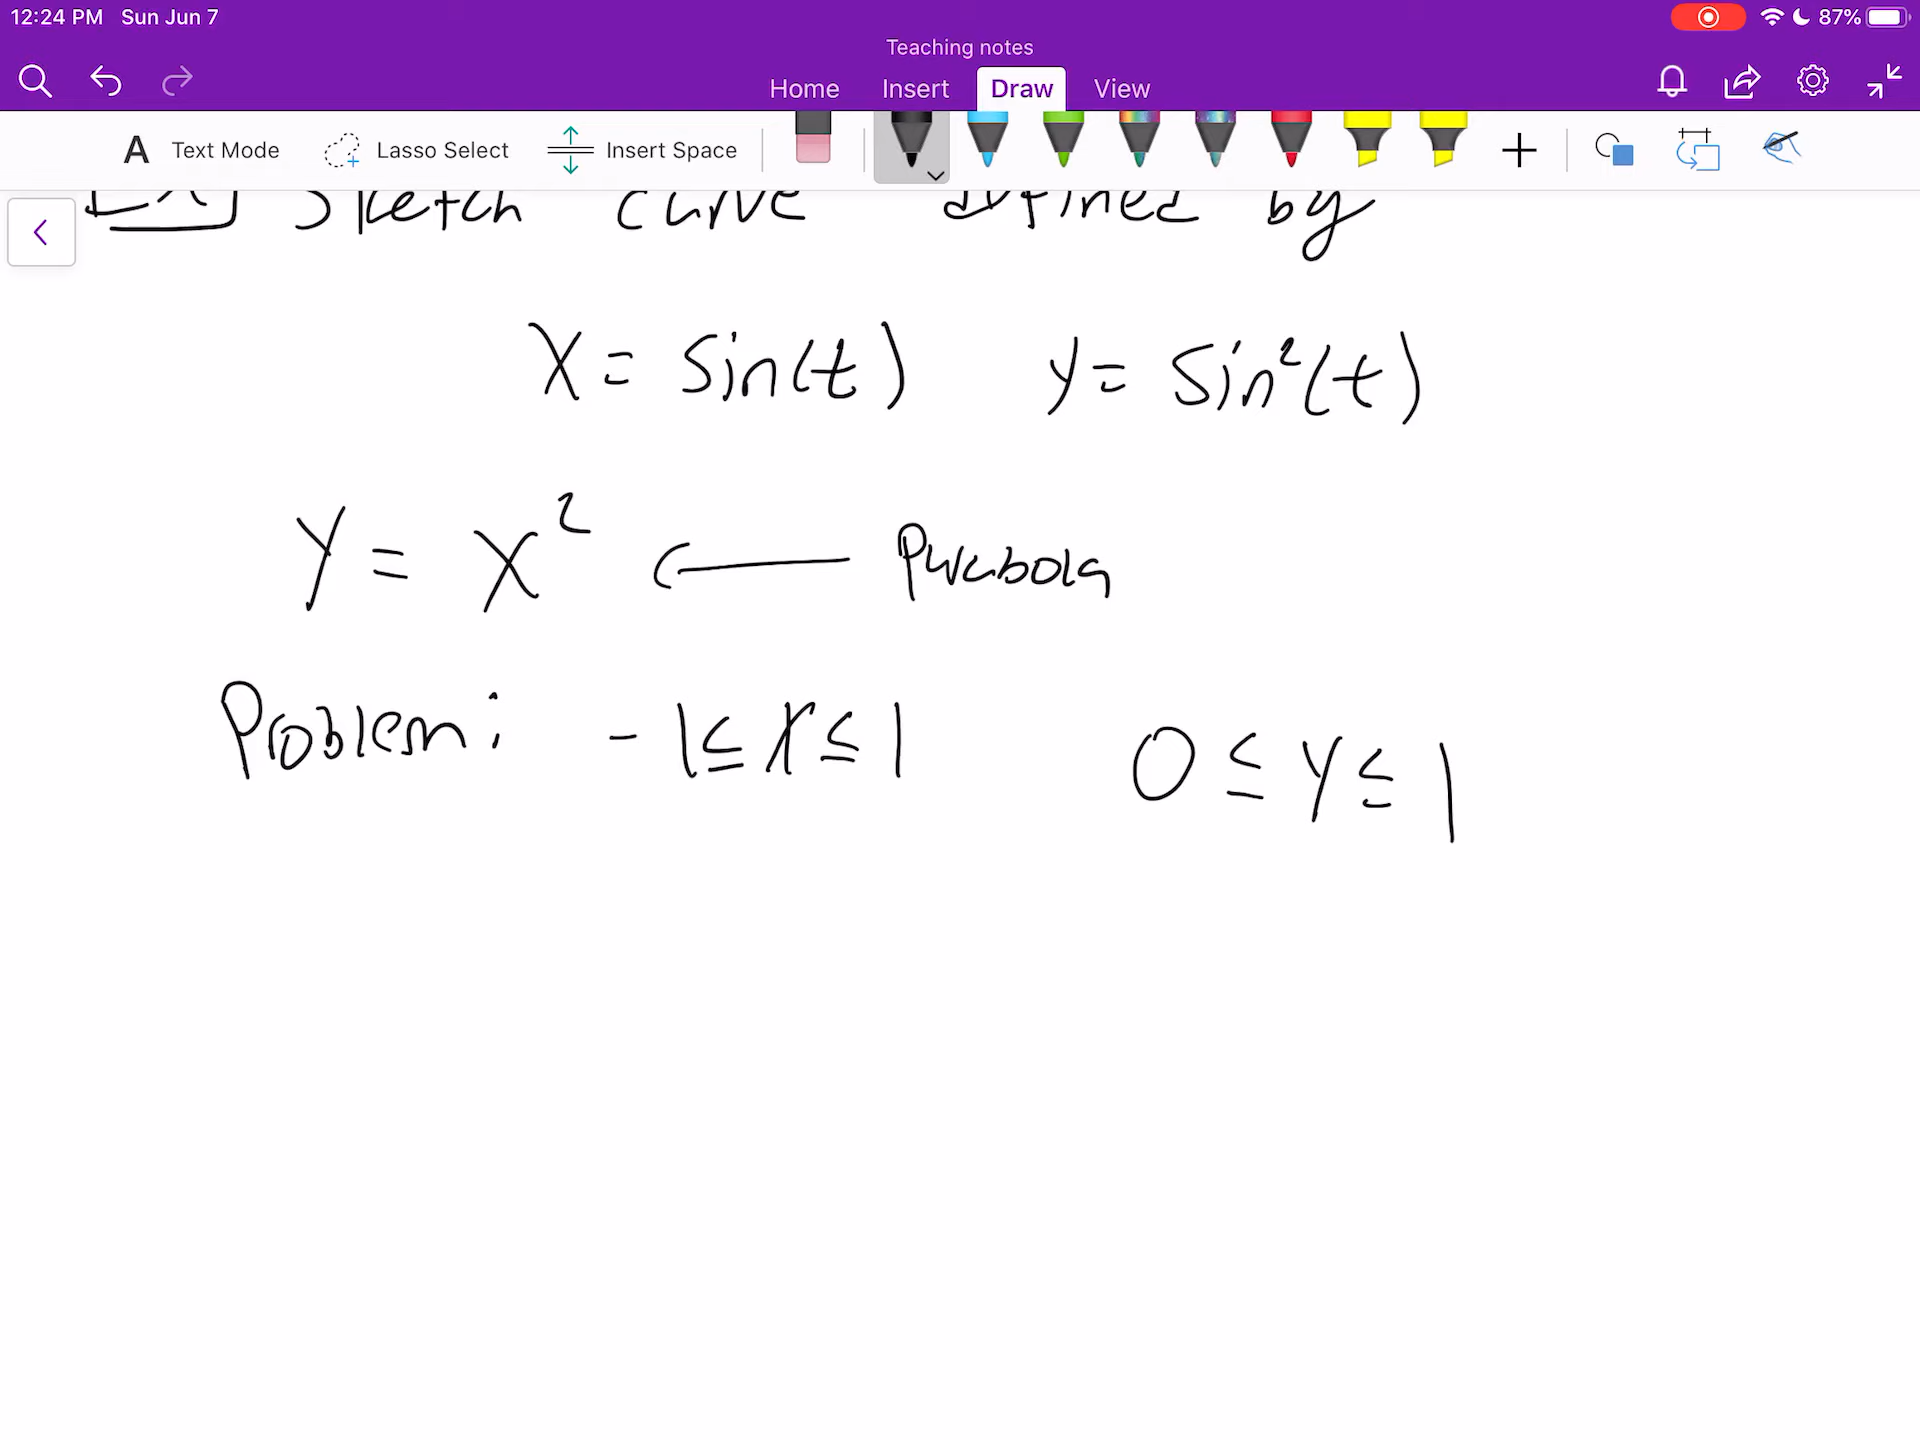 12:24 PM Sun Jun 7 87%
Teaching notes
Home Insert Draw View
A Text Mode Lasso Select Insert Space
Ex) Sketch curve defined by
x = sin(t) y = sin²(t)
y = x² ← Parabola
Problem: -1 ≤ x ≤ 1 0 ≤ y ≤ 1